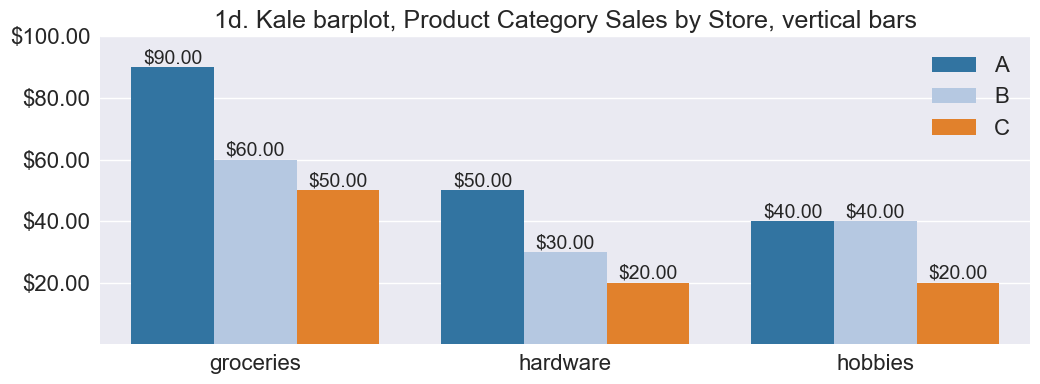 1d. Kale barplot, Product Category Sales by Store, vertical bars
$100.00
$80.00
$60.00
$40.00
$20.00
$90.00
$60.00
$50.00
$50.00
$30.00
$20.00
$40.00
$40.00
$20.00
A
B
C
groceries
hardware
hobbies